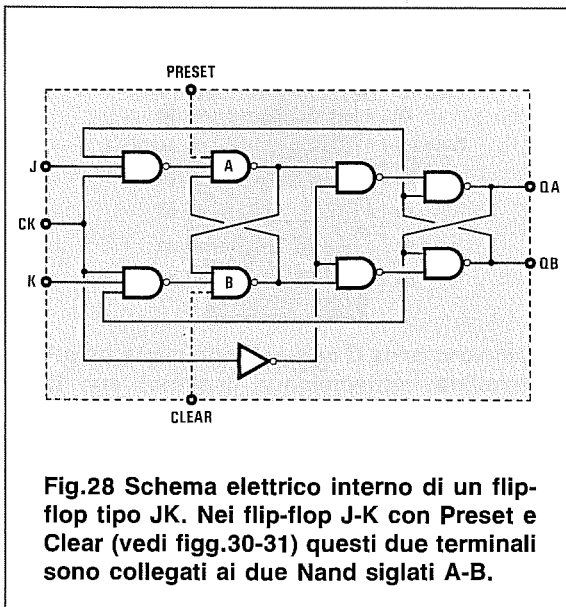 PRESET
J
A
QA
CK
QB
K
B
CLEAR
Fig.28 Schema elettrico interno di un flip-
flop tipo JK. Nei flip-flop J-K con Preset e
Clear (vedi figg.30-31) questi due terminali
sono collegati ai due Nand siglati A-B.